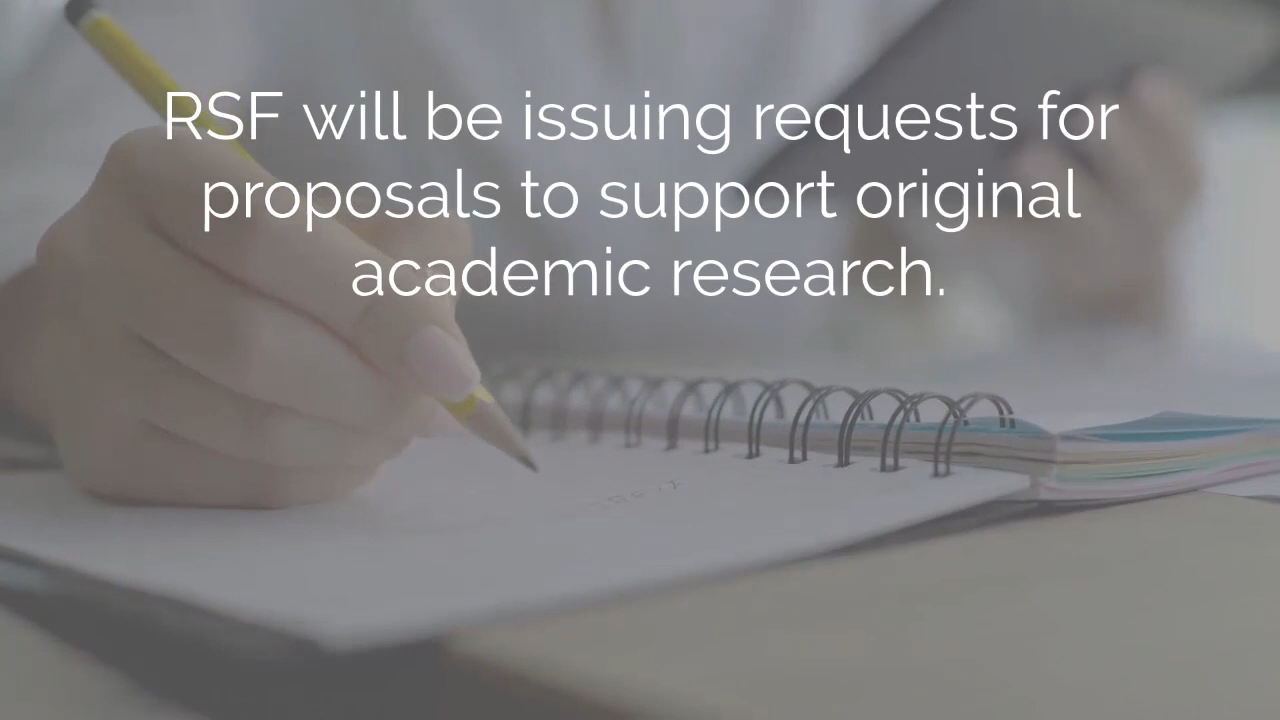 RSF will be issuing requests for
proposals to support original
academic research.